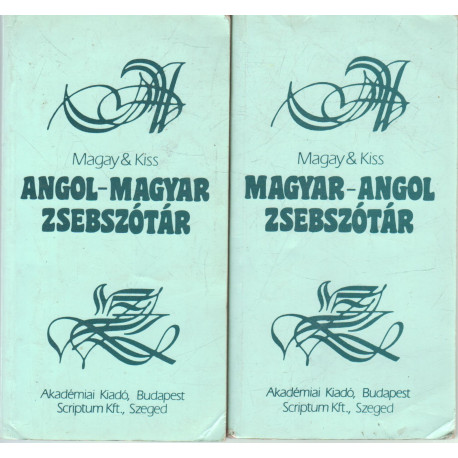 Magay & Kiss
ANGOL-MAGYAR
ZSEBSZÓTÁR
Akadémiai Kiadó, Budapest
Scriptum Kft., Szeged
Magay & Kiss
MAGYAR-ANGOL
ZSEBSZÓTÁR
Akadémiai Kiadó, Budapest
Scriptum Kft., Szeged